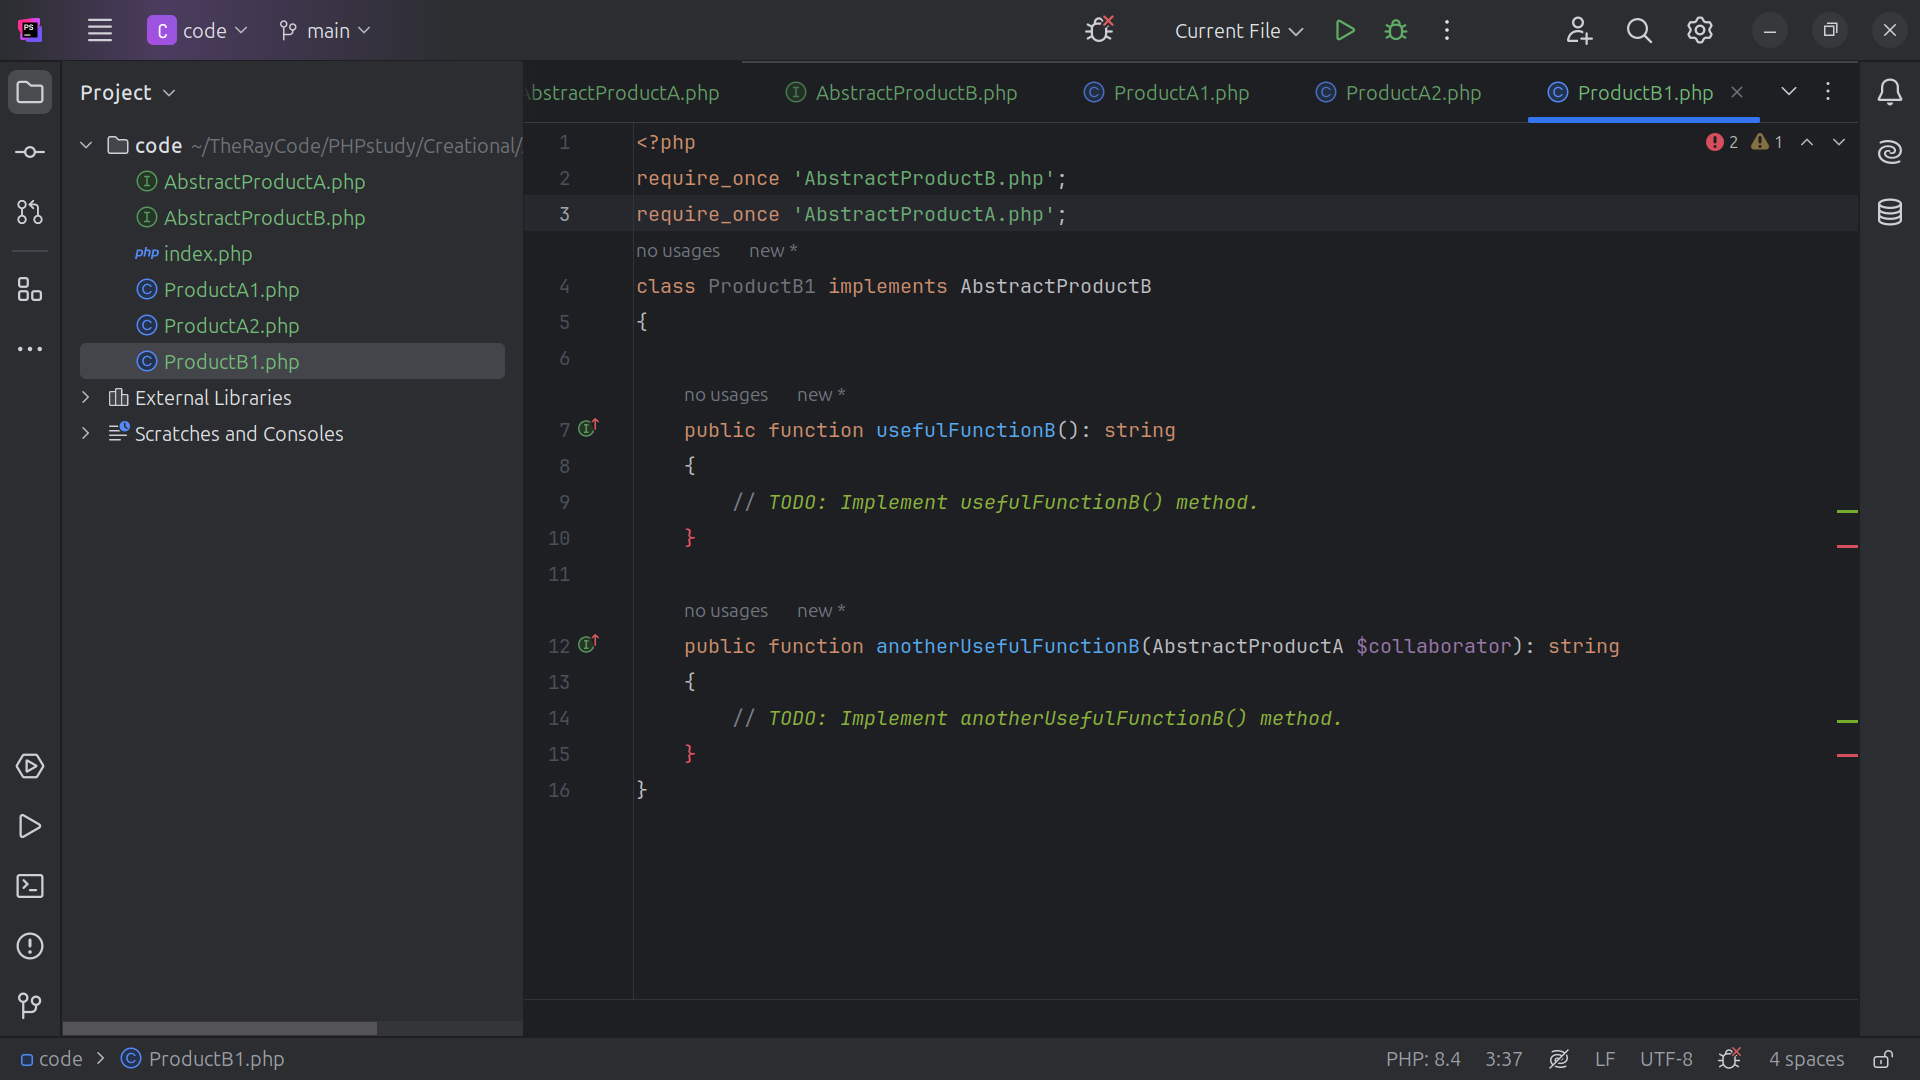 PS
C code main
Current File
Project
code ~/TheRayCode/PHPstudy/Creational/
AbstractProductA.php
AbstractProductB.php
php index.php
ProductA1.php
ProductA2.php
ProductB1.php
External Libraries
Scratches and Consoles
AbstractProductA.php AbstractProductB.php ProductA1.php ProductA2.php ProductB1.php
2 1
1 <?php
2 require_once 'AbstractProductB.php';
3 require_once 'AbstractProductA.php';
no usages new *
4 class ProductB1 implements AbstractProductB
5 {
6
no usages new *
7 public function usefulFunctionB(): string
8 {
9 // TODO: Implement usefulFunctionB() method.
10 }
11
no usages new *
12 public function anotherUsefulFunctionB(AbstractProductA $collaborator): string
13 {
14 // TODO: Implement anotherUsefulFunctionB() method.
15 }
16 }
code ProductB1.php
PHP: 8.4 3:37 LF UTF-8 4 spaces